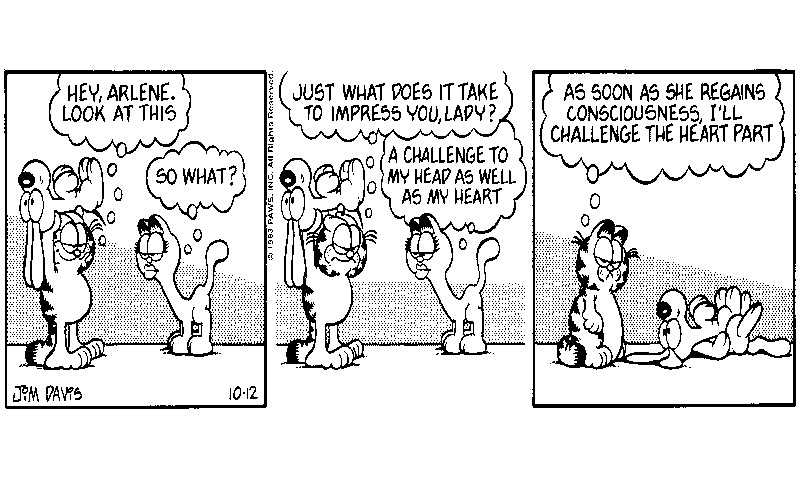 HEY, ARLENE.
LOOK AT THIS
SO WHAT?
JIM DAVIS
10-12
© 1983 PAWS, INC. All Rights Reserved.
JUST WHAT DOES IT TAKE
TO IMPRESS YOU, LADY?
A CHALLENGE TO
MY HEAD AS WELL
AS MY HEART
AS SOON AS SHE REGAINS
CONSCIOUSNESS, I'LL
CHALLENGE THE HEART PART